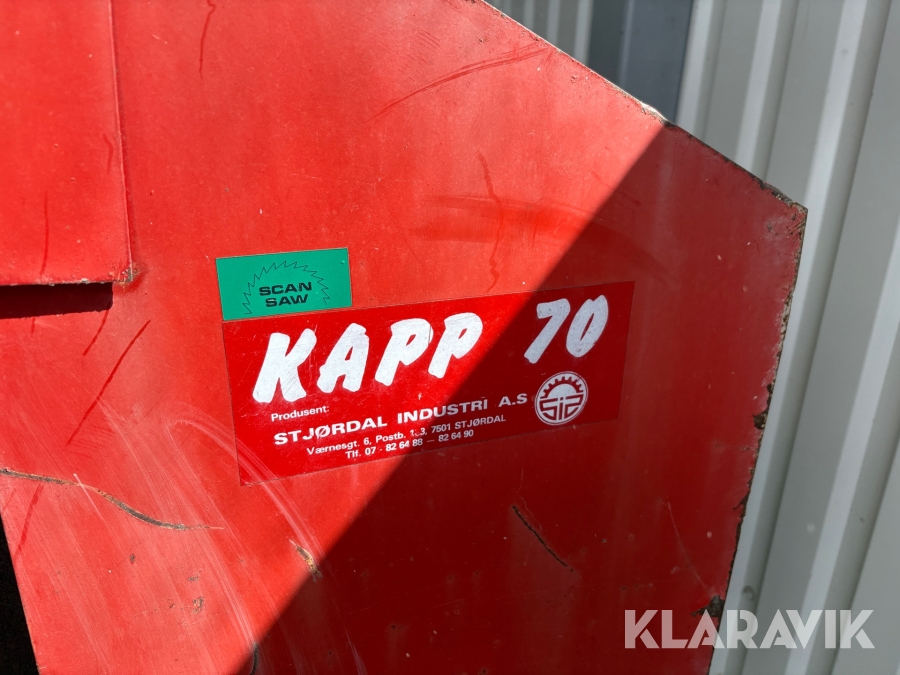 SCAN
SAW
KAPP 70
Produsent:
STJØRDAL INDUSTRI A.S
Værnesgt. 6, Postb. 7501 STJØRDAL
Tlf. 07 - 82 64 88 – 82 64 90
KLARAVIK